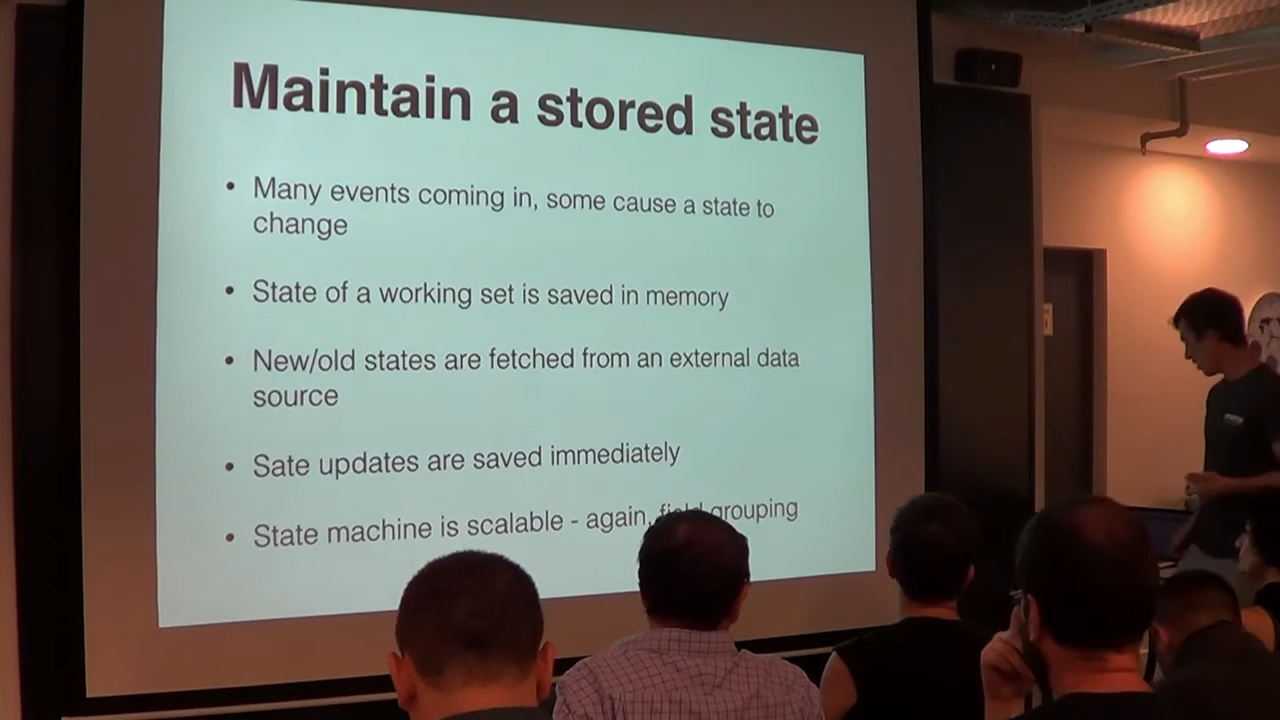 Maintain a stored state
• Many events coming in, some cause a state to
change
• State of a working set is saved in memory
• New/old states are fetched from an external data
source
• Sate updates are saved immediately
• State machine is scalable - again, field grouping